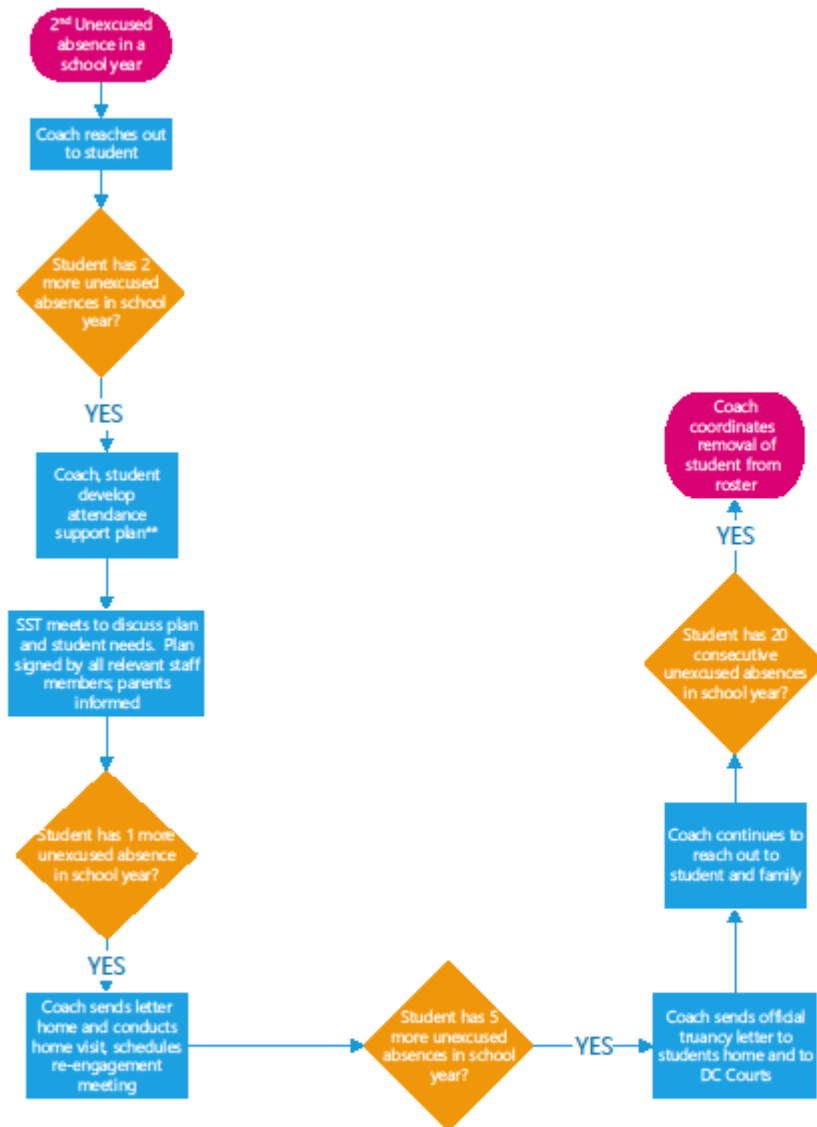 2nd Unexcused
absence in a
school year
Coach reaches out
to student
Student has 2
more unexcused
absences in school
year?
YES
Coach, student
develop
attendance
support plan**
SST meets to discuss plan
and student needs.  Plan
signed by all relevant staff
members; parents
informed
Student has 1 more
unexcused absence
in school year?
YES
Coach sends letter
home and conducts
home visit, schedules
re-engagement
meeting
Student has 5
more unexcused
absences in school
year?
YES
Coach sends official
truancy letter to
students home and to
DC Courts
Coach continues to
reach out to
student and family
Student has 20
consecutive
unexcused absences
in school year?
YES
Coach
coordinates
removal of
student from
roster